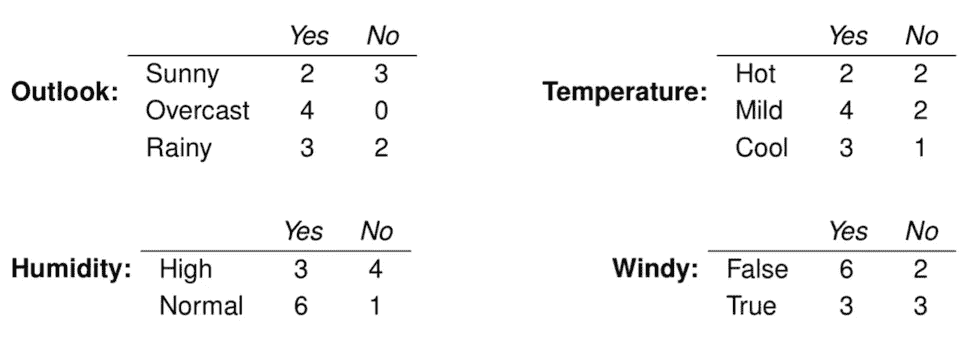 Outlook:
Yes No
Sunny 2 3
Overcast 4 0
Rainy 3 2
Temperature:
Yes No
Hot 2 2
Mild 4 2
Cool 3 1
Humidity:
Yes No
High 3 4
Normal 6 1
Windy:
Yes No
False 6 2
True 3 3